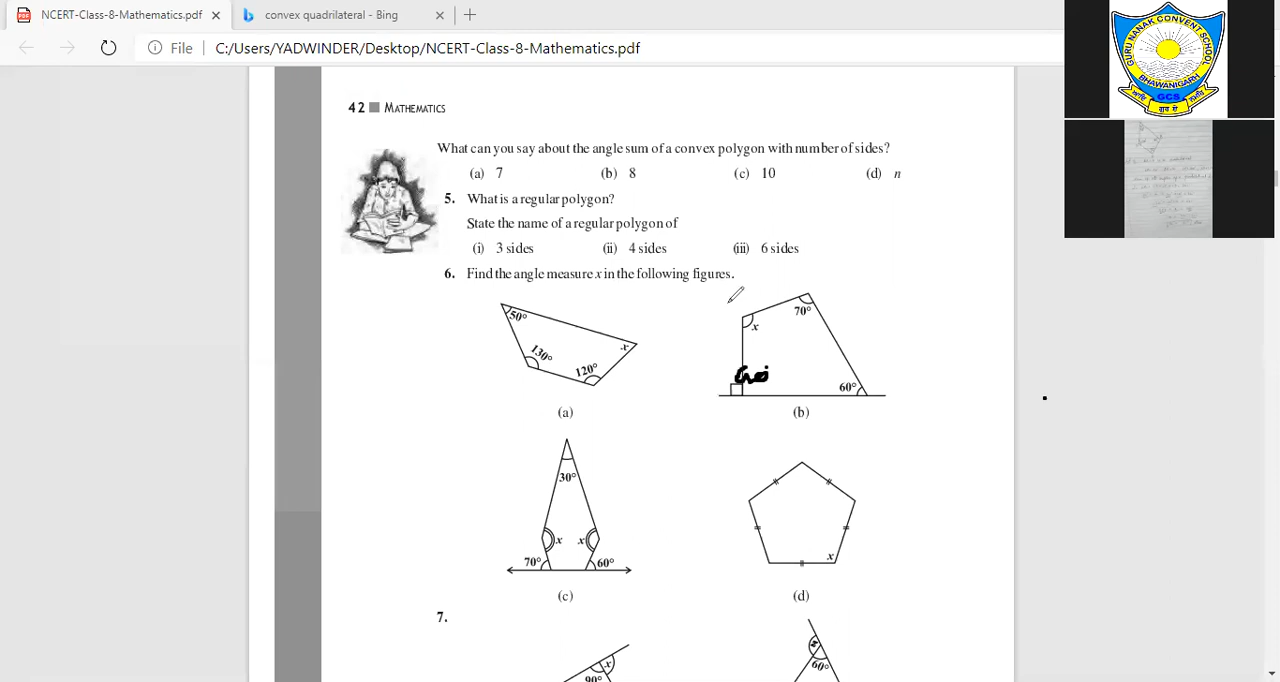 NCERT-Class-8-Mathematics.pdf
convex quadrilateral - Bing
File
C:/Users/YADWINDER/Desktop/NCERT-Class-8-Mathematics.pdf
GURU NANAK CONVENT SCHOOL
GCS
BHAWANIGARH
42 MATHEMATICS
What can you say about the angle sum of a convex polygon with number of sides?
(a) 7 (b) 8 (c) 10 (d) n
5. What is a regular polygon?
State the name of a regular polygon of
(i) 3 sides (ii) 4 sides (iii) 6 sides
6. Find the angle measure x in the following figures.
50° 130° 120° x
x 70° 60°
(a) (b)
30° x x 70° 60°
x
(c) (d)
7.
x 90°
60°